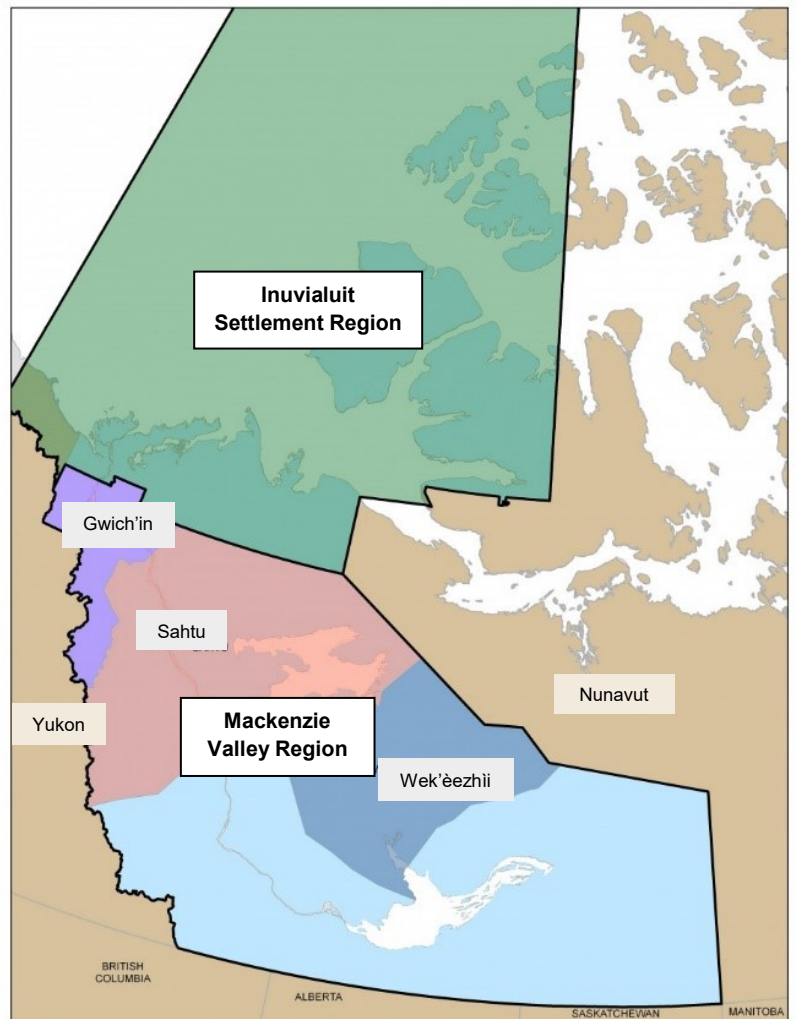 Inuvialuit
Settlement Region
Gwich'in
Sahtu
Nunavut
Yukon
Mackenzie
Valley Region
Wek'èezhìi
BRITISH
COLUMBIA
ALBERTA
SASKATCHEWAN
MANITOBA